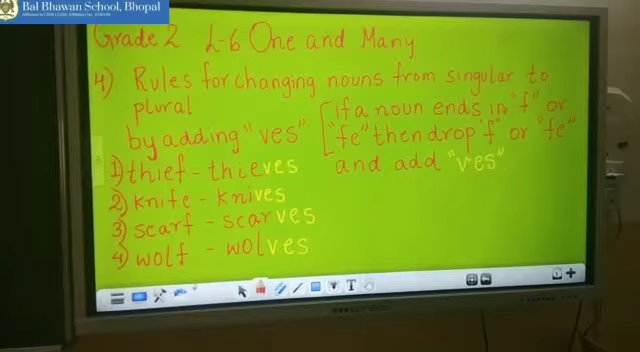 Bal Bhawan School, Bhopal
Grade 2 L-6 One and Many
4) Rules for changing nouns from singular to
plural
by adding "ves"
[if a noun ends in "f" or
"fe" then drop "f" or "fe"
and add "ves"
1) thief - thieves
2) knife - knives
3) scarf - scarves
4) wolf - wolves
T